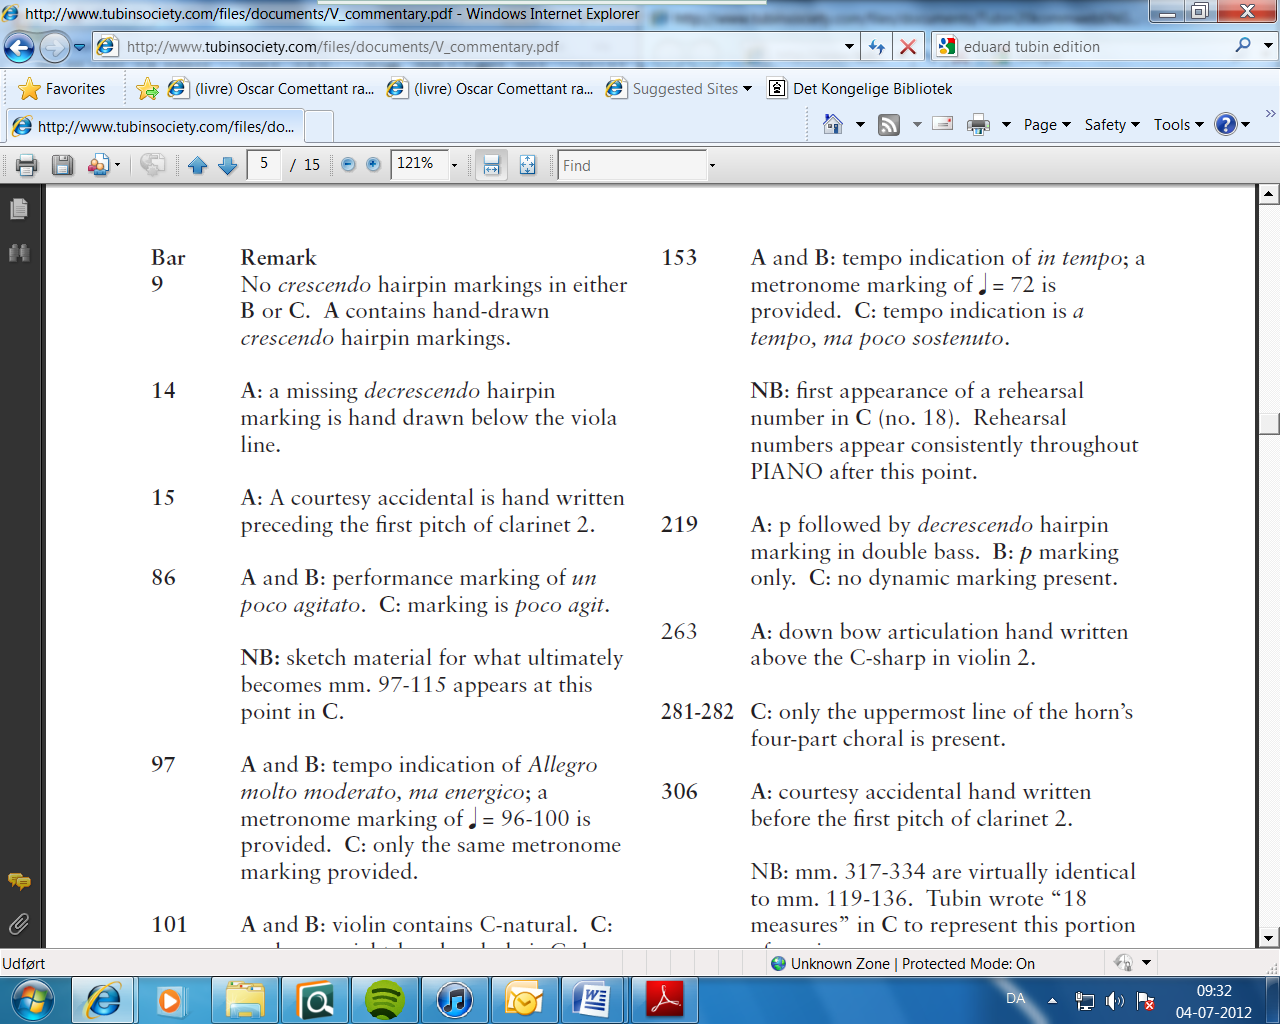 http://www.tubinsociety.com/files/documents/V_commentary.pdf - Windows Internet Explorer
http://www.tubinsociety.com/files/documents/V_commentary.pdf
eduard tubin edition
Favorites
(livre) Oscar Comettant ra...
(livre) Oscar Comettant ra...
Suggested Sites
Det Kongelige Bibliotek
http://www.tubinsociety.com/files/do...
Page
Safety
Tools
5 / 15
121%
Find
Bar Remark
9 No crescendo hairpin markings in either
B or C. A contains hand-drawn
crescendo hairpin markings.
14 A: a missing decrescendo hairpin
marking is hand drawn below the viola
line.
15 A: A courtesy accidental is hand written
preceding the first pitch of clarinet 2.
86 A and B: performance marking of un
poco agitato. C: marking is poco agit.
NB: sketch material for what ultimately
becomes mm. 97-115 appears at this
point in C.
97 A and B: tempo indication of Allegro
molto moderato, ma energico; a
metronome marking of ♩ = 96-100 is
provided. C: only the same metronome
marking provided.
101 A and B: violin contains C-natural. C:
153 A and B: tempo indication of in tempo; a
metronome marking of ♩ = 72 is
provided. C: tempo indication is a
tempo, ma poco sostenuto.
NB: first appearance of a rehearsal
number in C (no. 18). Rehearsal
numbers appear consistently throughout
PIANO after this point.
219 A: p followed by decrescendo hairpin
marking in double bass. B: p marking
only. C: no dynamic marking present.
263 A: down bow articulation hand written
above the C-sharp in violin 2.
281-282 C: only the uppermost line of the horn's
four-part choral is present.
306 A: courtesy accidental hand written
before the first pitch of clarinet 2.
NB: mm. 317-334 are virtually identical
to mm. 119-136. Tubin wrote “18
measures” in C to represent this portion
Udført
Unknown Zone | Protected Mode: On
DA
09:32
04-07-2012